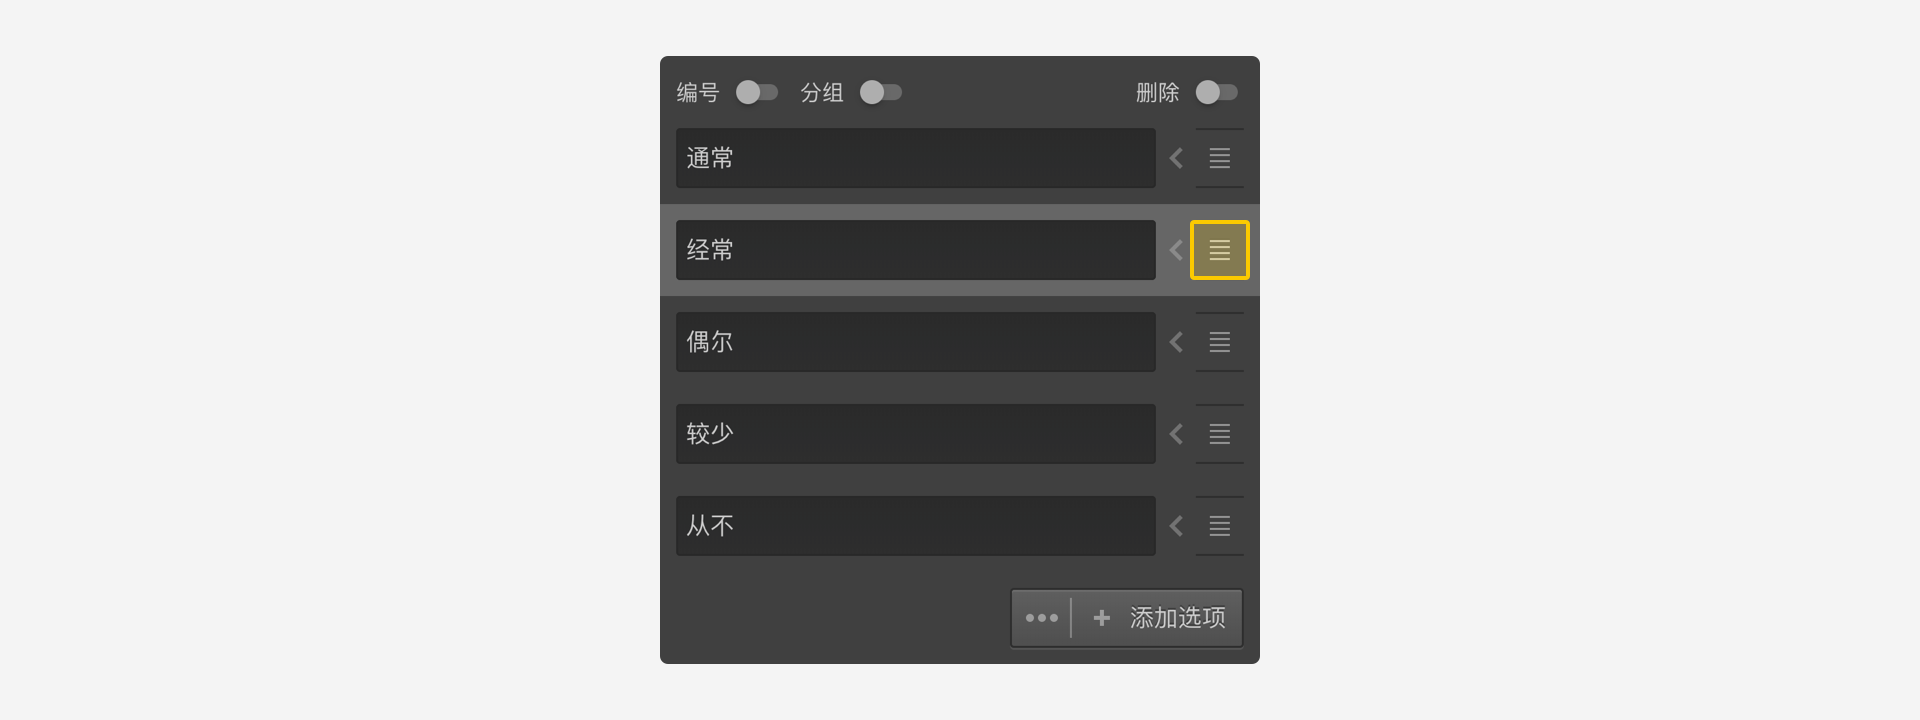 编号 分组 删除
通常
经常
偶尔
较少
从不
添加选项